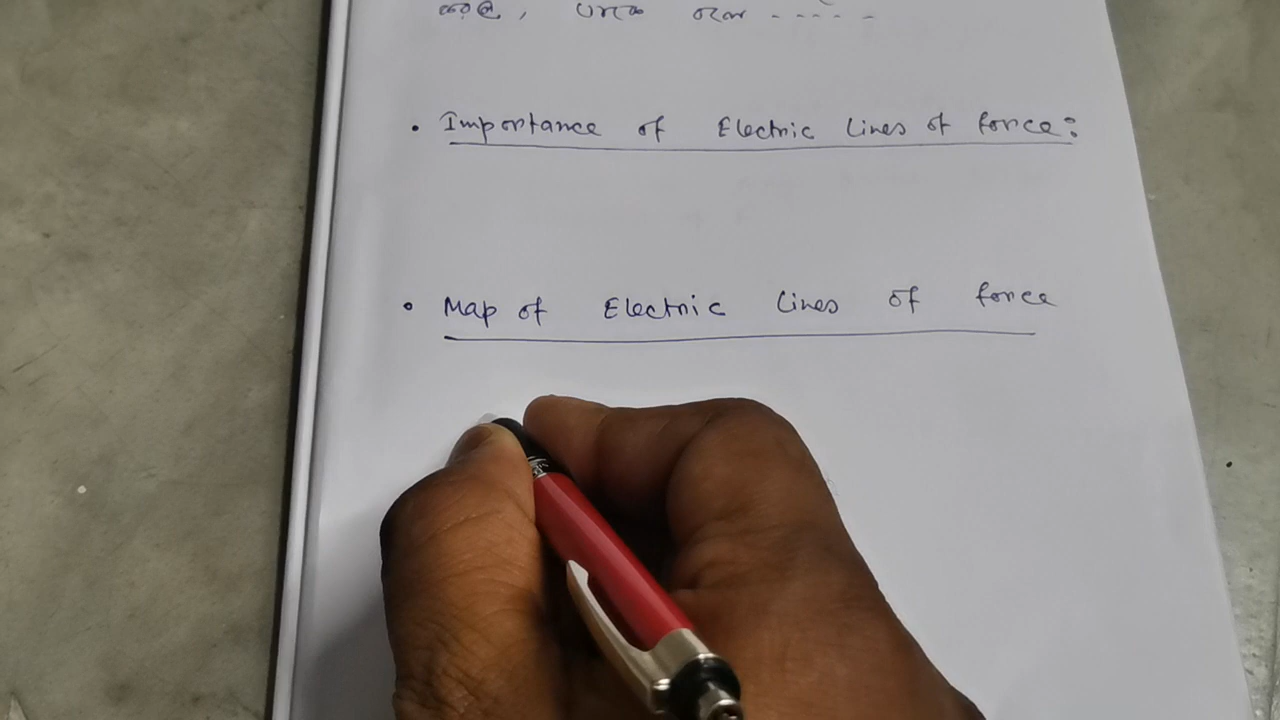 • Importance of Electric Lines of force:
• Map of Electric Lines of force